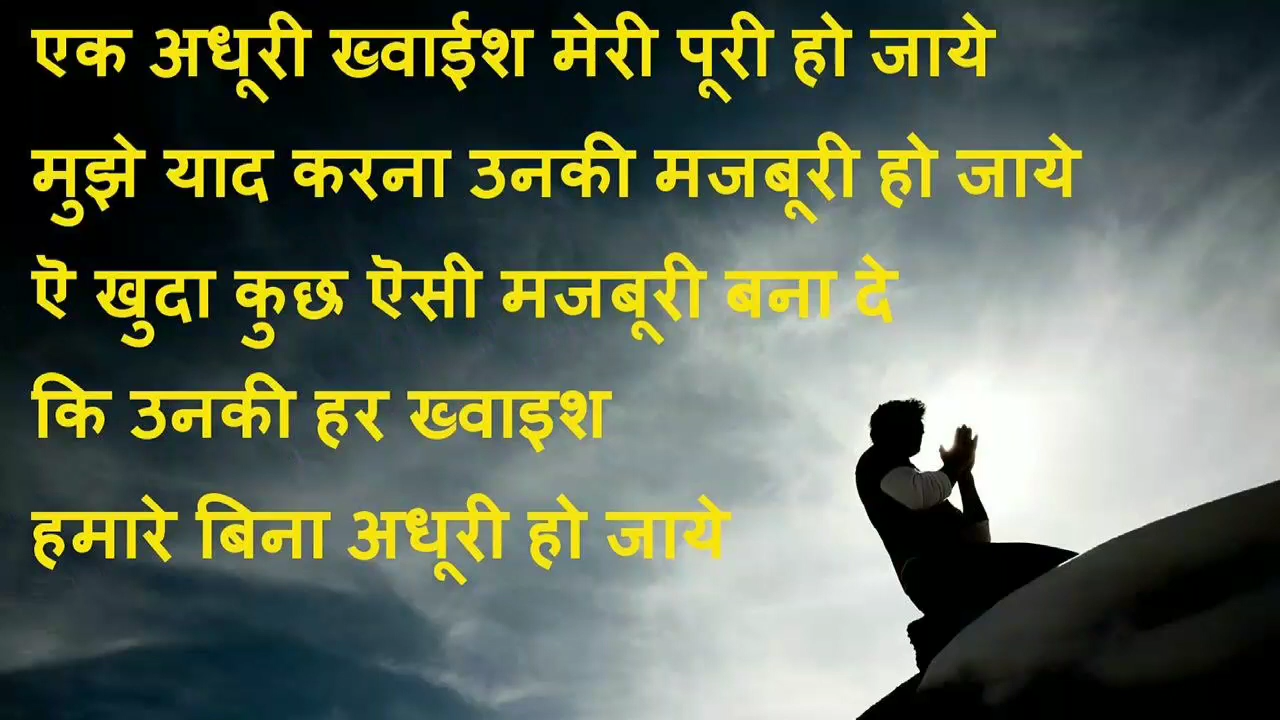 एक अधूरी ख्वाईश मेरी पूरी हो जाये
मुझे याद करना उनकी मजबूरी हो जाये
ऎ खुदा कुछ ऎसी मजबूरी बना दे
कि उनकी हर ख्वाइश
हमारे बिना अधूरी हो जाये